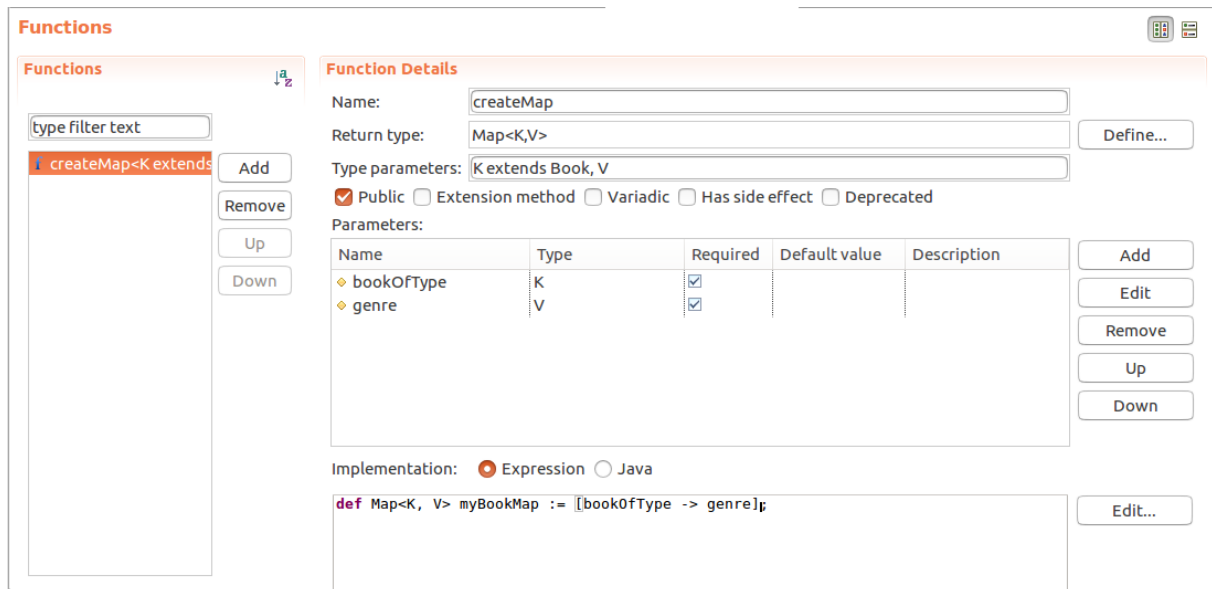 Functions
Functions
a
z
type filter text
createMap<K extends
Add
Remove
Up
Down
Function Details
Name: createMap
Return type: Map<K,V> Define...
Type parameters: K extends Book, V
Public Extension method Variadic Has side effect Deprecated
Parameters:
Name Type Required Default value Description
bookOfType K
genre V
Add
Edit
Remove
Up
Down
Implementation: Expression Java
def Map<K, V> myBookMap := [bookOfType -> genre];
Edit...